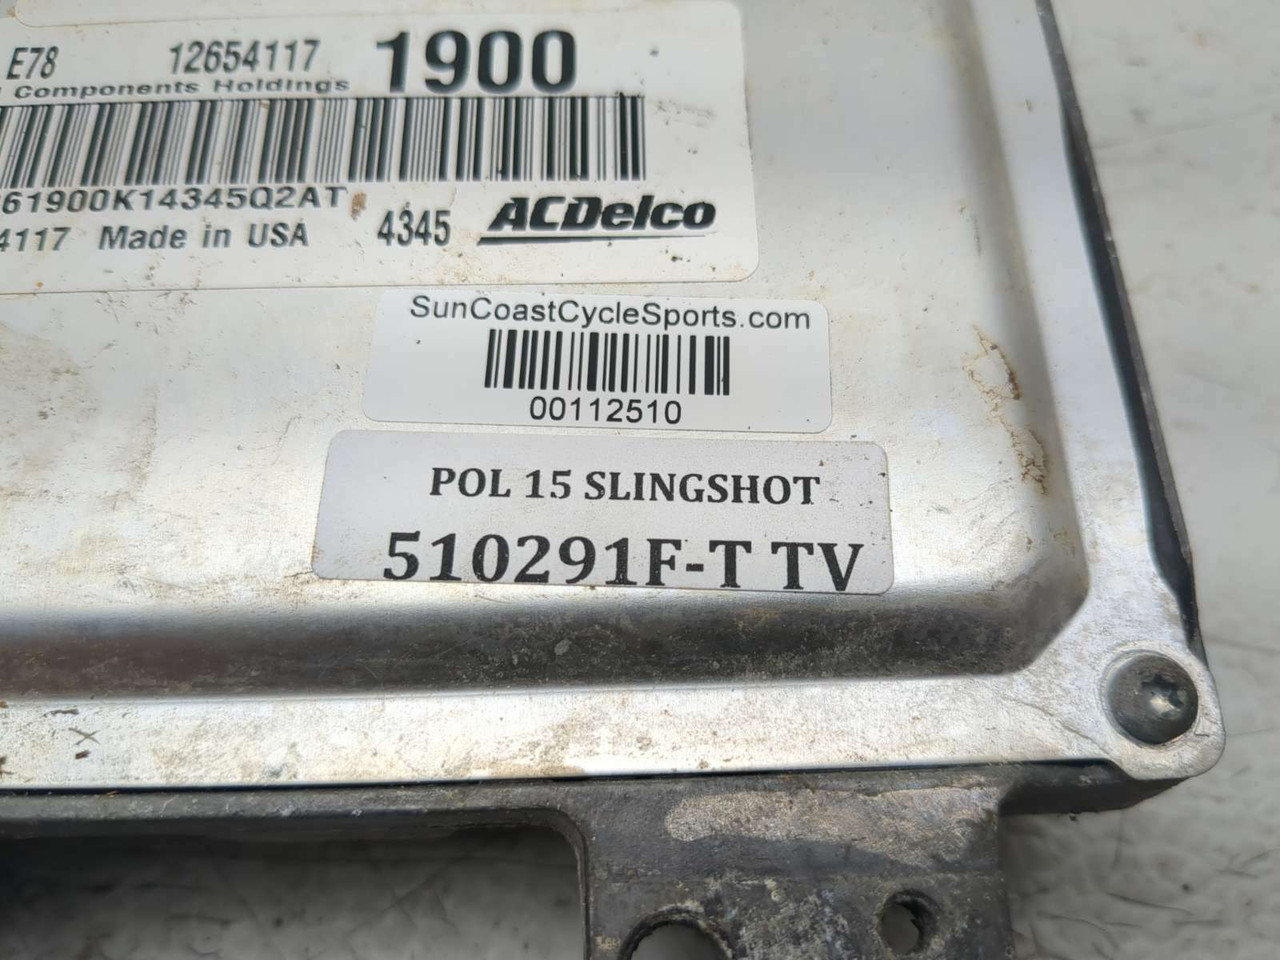 E78 12654117 1900
Components Holdings
61900K14345Q2AT
4117 Made in USA 4345 ACDelco
SunCoastCycleSports.com
00112510
POL 15 SLINGSHOT
510291F-T TV